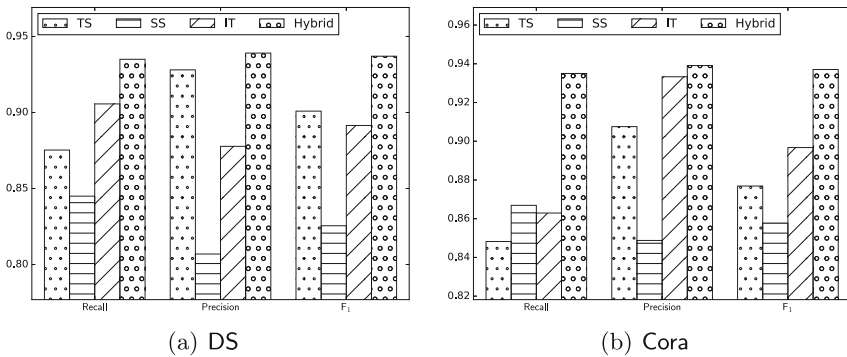 TS SS IT Hybrid
0.95
0.90
0.85
0.80
Recall Precision F₁
(a) DS
TS SS IT Hybrid
0.96
0.94
0.92
0.90
0.88
0.86
0.84
0.82
Recall Precision F₁
(b) Cora